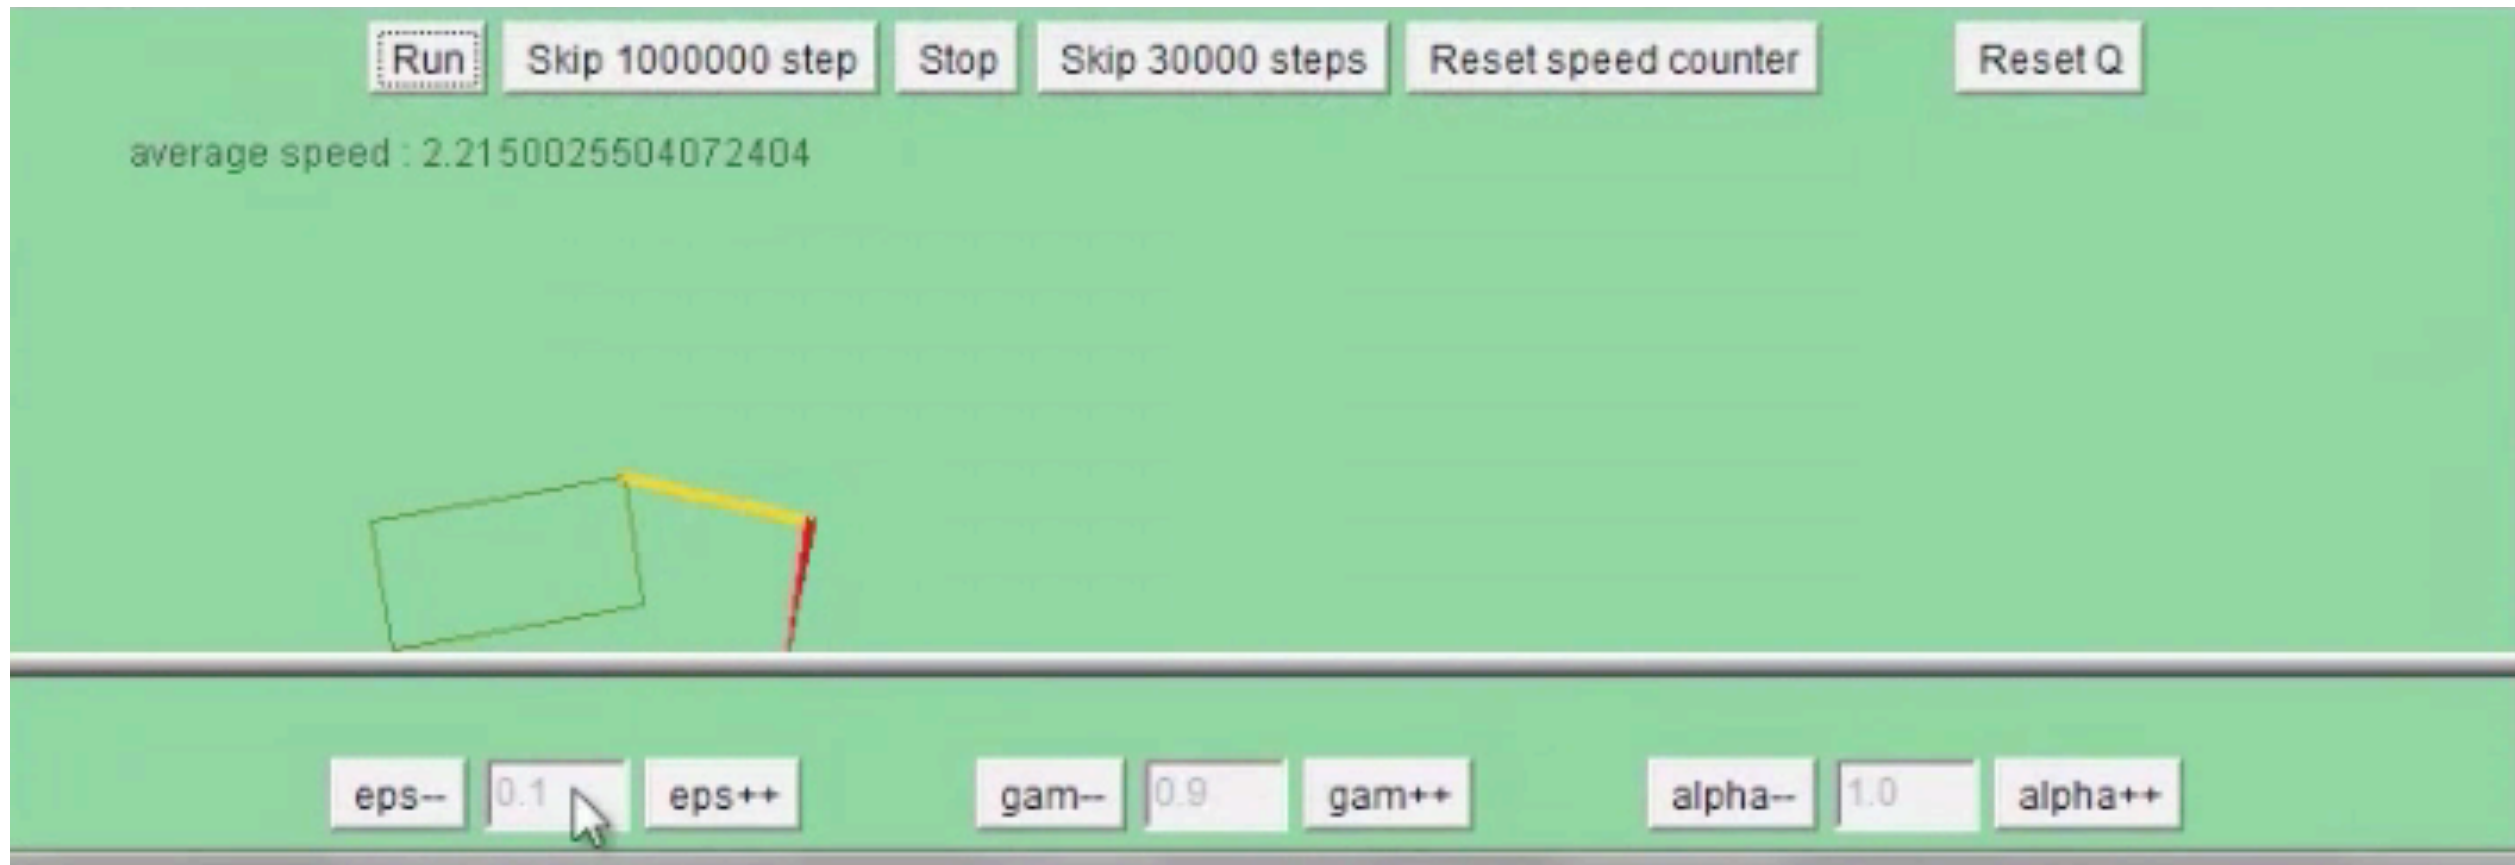 Run Skip 1000000 step Stop Skip 30000 steps Reset speed counter Reset Q
average speed : 2.2150025504072404
eps-- 0.1 eps++ gam-- 0.9 gam++ alpha-- 1.0 alpha++